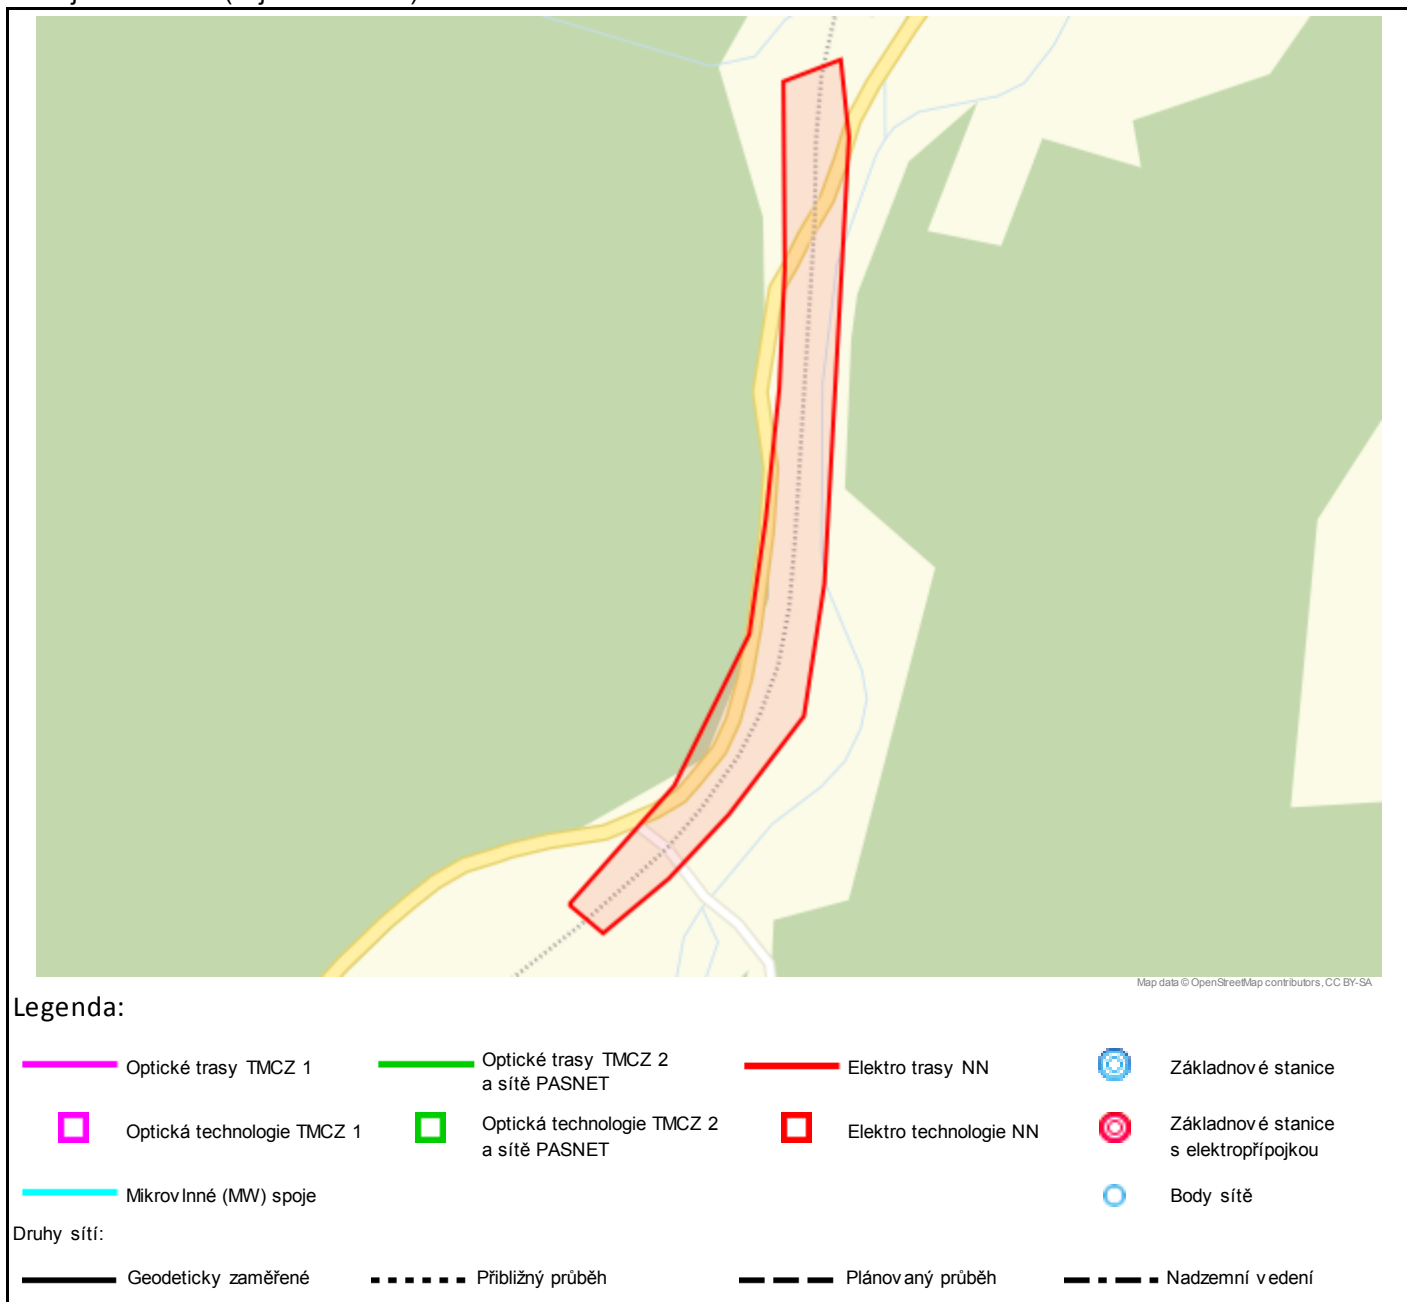 Map data © OpenStreetMap contributors, CC BY-SA
Legenda:
Optické trasy TMCZ 1
Optické trasy TMCZ 2
a sítě PASNET
Elektro trasy NN
Základnové stanice
Optická technologie TMCZ 1
Optická technologie TMCZ 2
a sítě PASNET
Elektro technologie NN
Základnové stanice
s elektropřípojkou
Mikrovlnné (MW) spoje
Body sítě
Druhy sítí:
Geodeticky zaměřené
Přibližný průběh
Plánovaný průběh
Nadzemní vedení